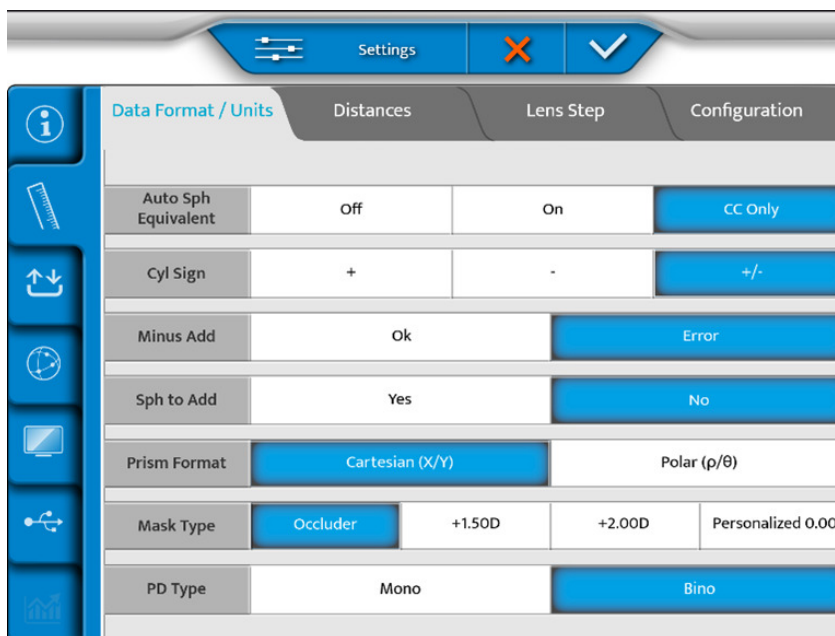 Settings
Data Format / Units Distances Lens Step Configuration
Auto Sph
Equivalent Off On CC Only
Cyl Sign + - +/-
Minus Add Ok Error
Sph to Add Yes No
Prism Format Cartesian (X/Y) Polar (ρ/θ)
Mask Type Occluder +1.50D +2.00D Personalized 0.00
PD Type Mono Bino